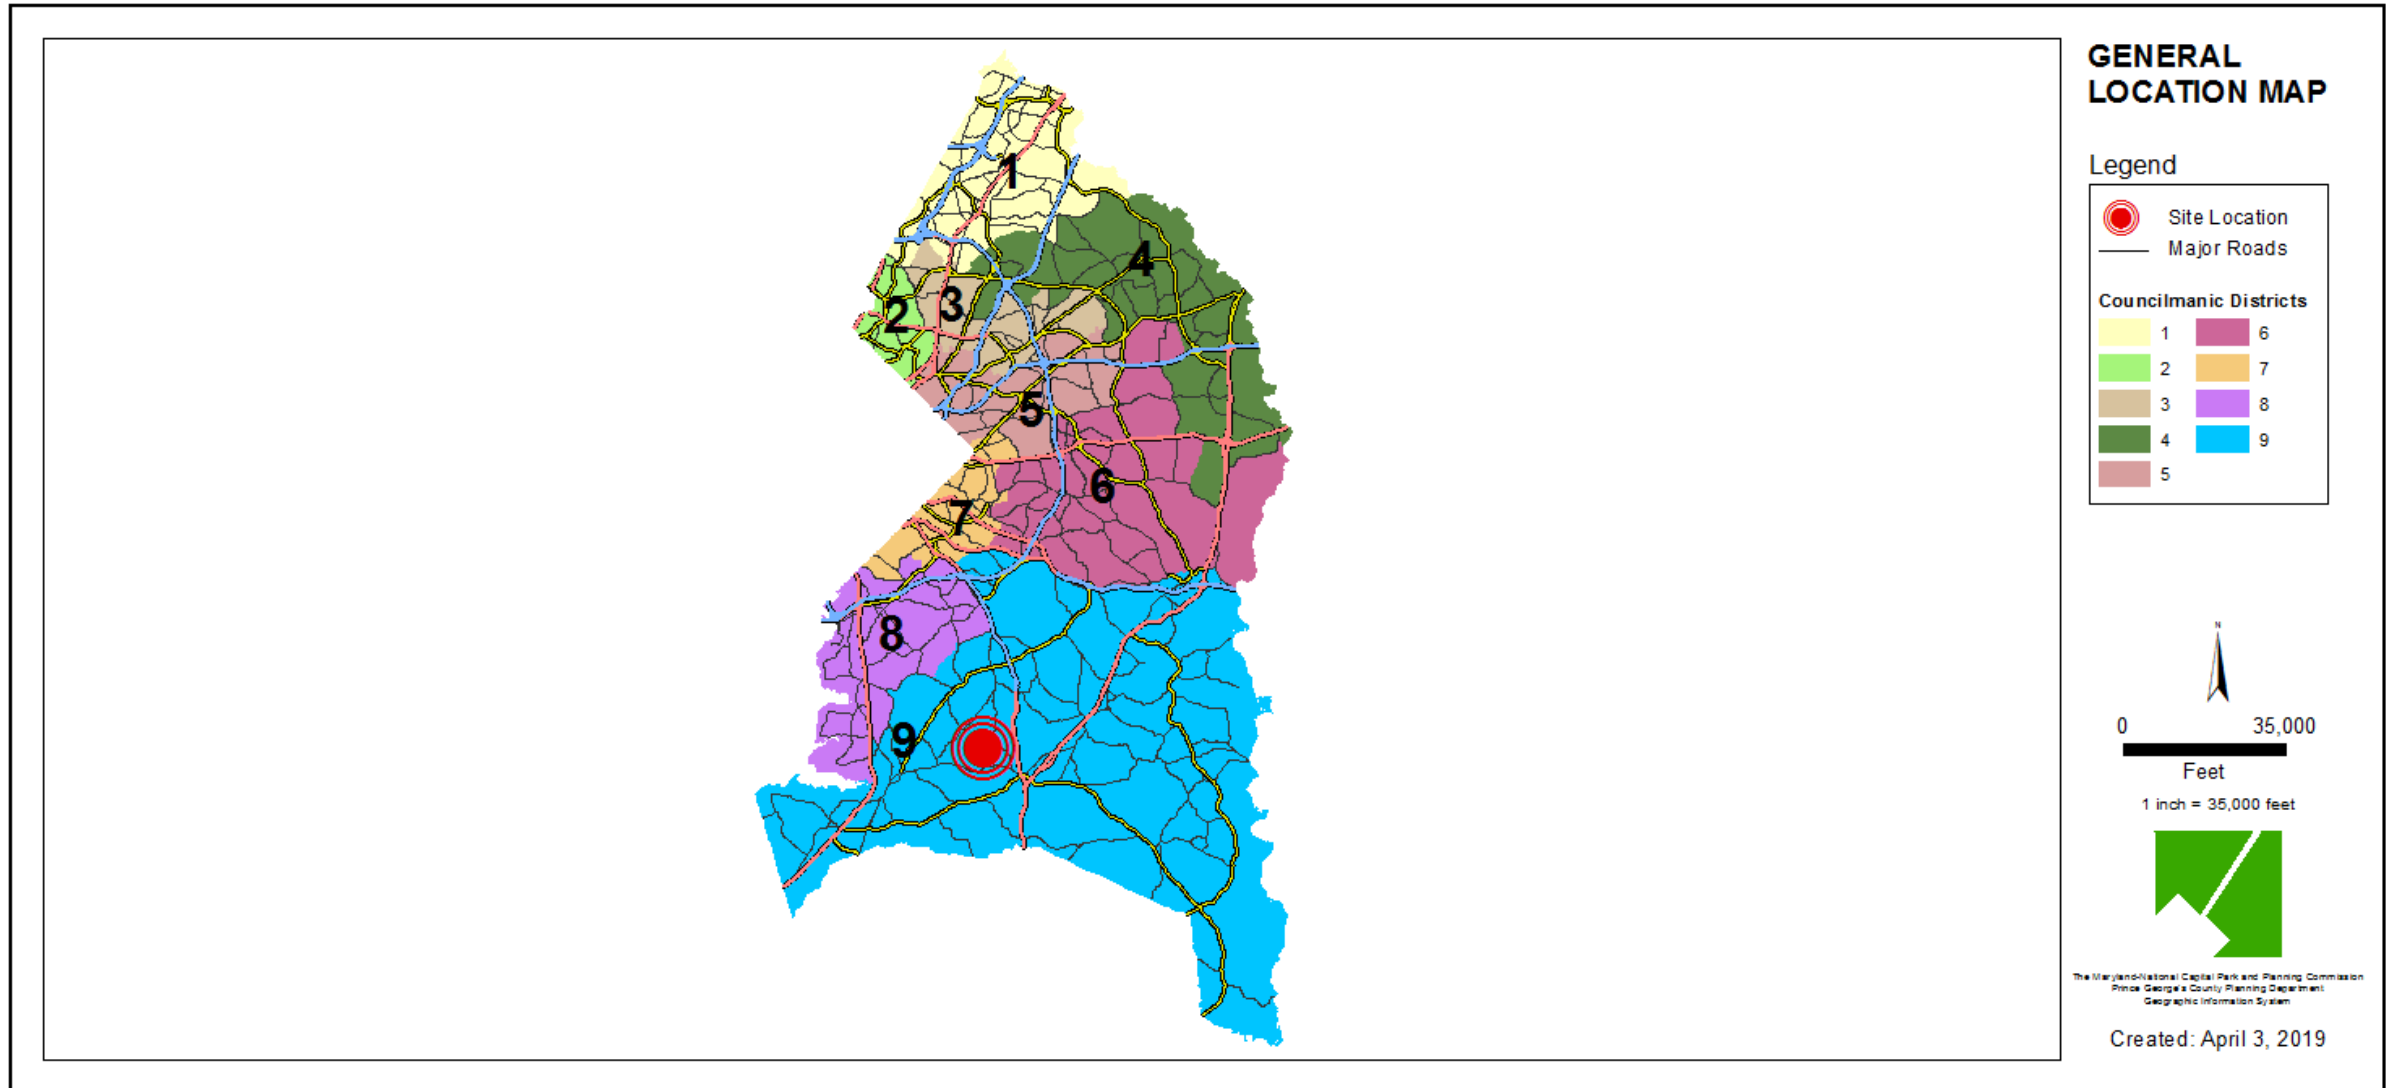 GENERAL
LOCATION MAP
Legend
Site Location
Major Roads
Councilmanic Districts
1 6
2 7
3 8
4 9
5
1
4
2
3
5
6
7
8
9
N
0 35,000
Feet
1 inch = 35,000 feet
The Maryland-National Capital Park and Planning Commission
Prince George's County Planning Department
Geographic Information System
Created: April 3, 2019